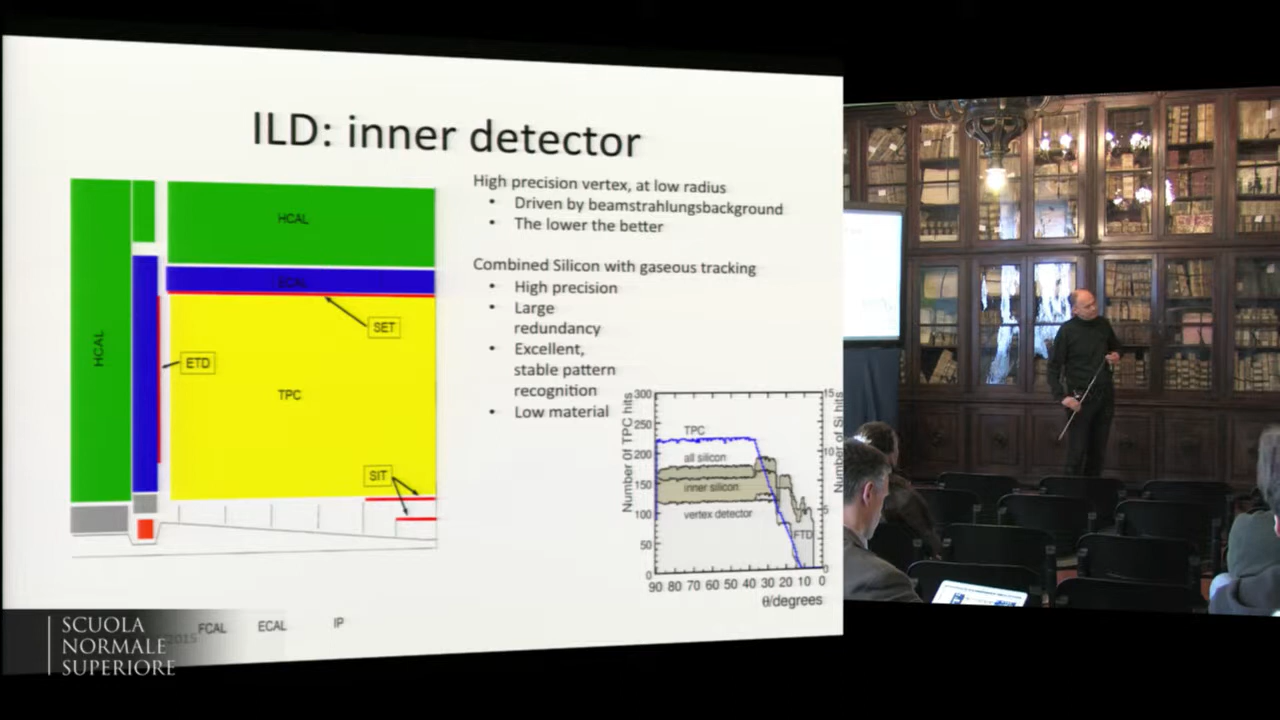 ILD: inner detector
High precision vertex, at low radius
• Driven by beamstrahlungsbackground
• The lower the better
Combined Silicon with gaseous tracking
• High precision
• Large
redundancy
• Excellent,
stable pattern
recognition
• Low material
HCAL
ECAL
SET
HCAL
ETD
TPC
SIT
FCAL
ECAL
IP
2015
300
250
200
150
100
50
0
Number of TPC hits
TPC
all silicon
inner silicon
vertex detector
FTD
15
10
5
0
Number of Si hits
90 80 70 60 50 40 30 20 10 0
θ/degrees
SCUOLA
NORMALE
SUPERIORE